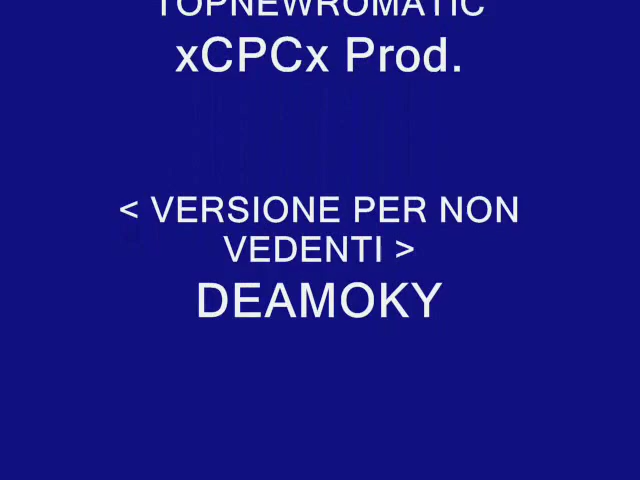 TOPNEWROMATIC
xCPCx Prod.
< VERSIONE PER NON
VEDENTI >
DEAMOKY